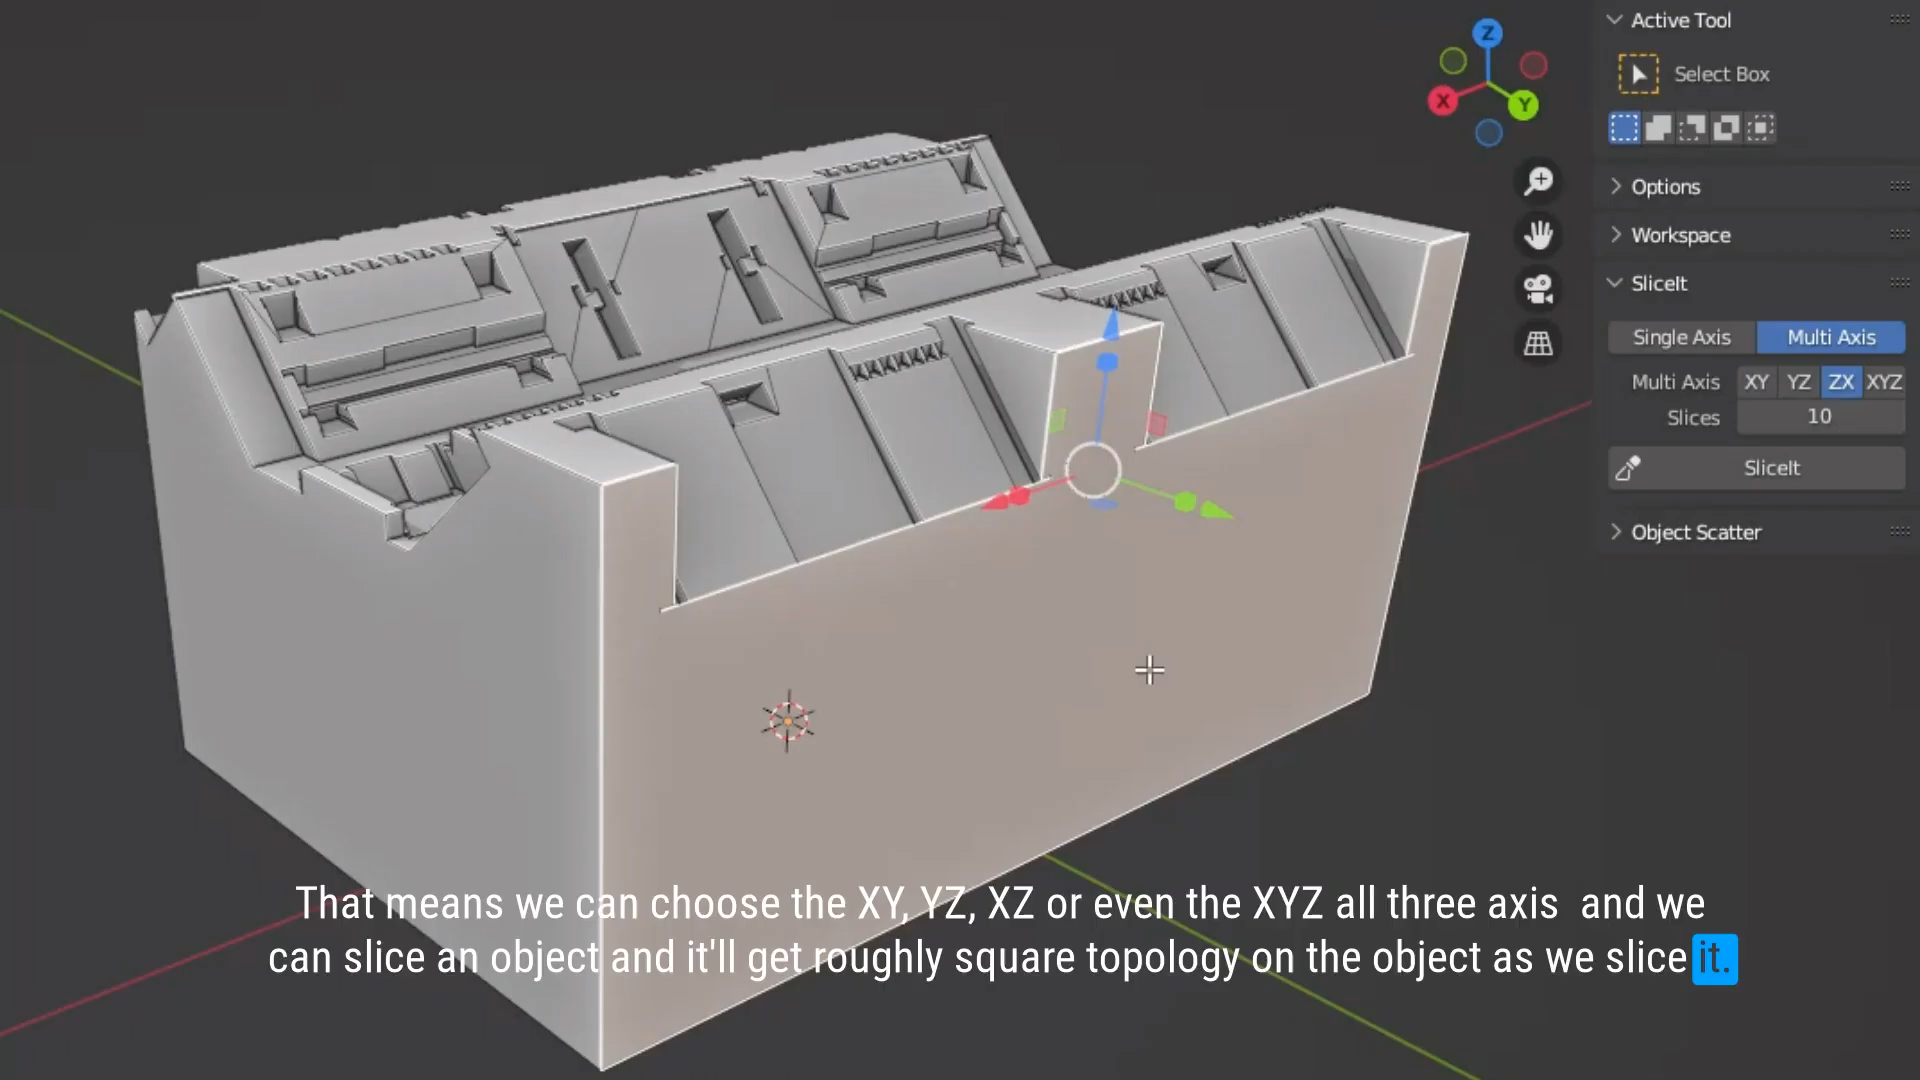 Active Tool
Select Box
Options
Workspace
SliceIt
Single Axis Multi Axis
Multi Axis XY YZ ZX XYZ
Slices 10
SliceIt
Object Scatter
Z
X
Y
That means we can choose the XY, YZ, XZ or even the XYZ all three axis and we
can slice an object and it'll get roughly square topology on the object as we slice it.